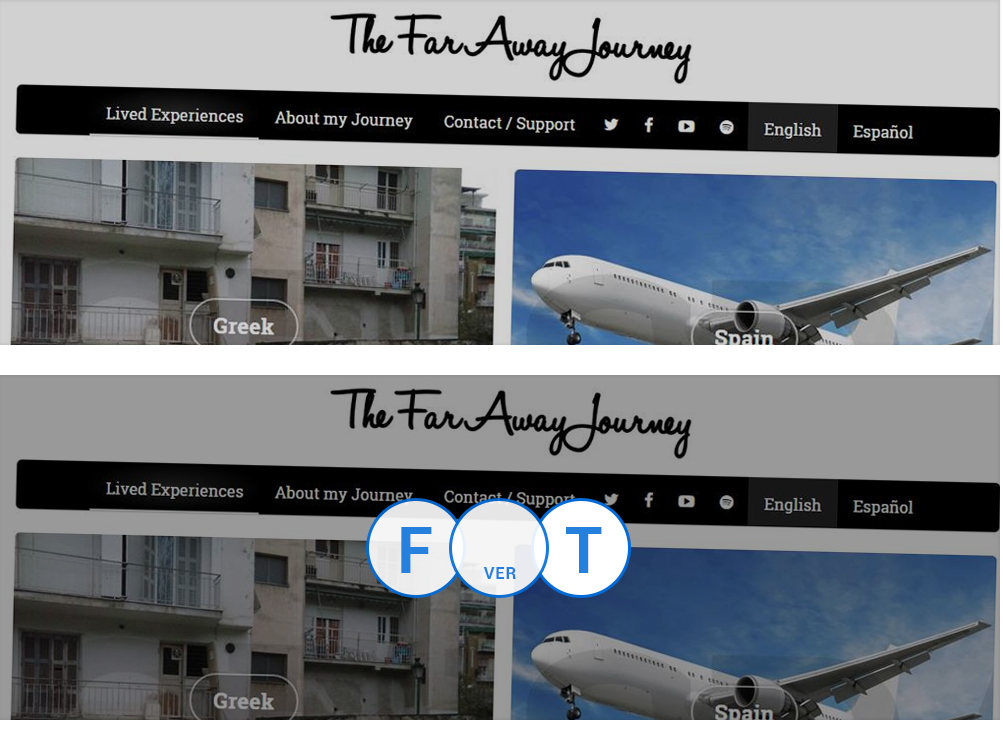 The Far Away Journey
Lived Experiences About my Journey Contact / Support English Español
Greek
Spain
The Far Away Journey
Lived Experiences About my Journey Contact / Support English Español
F VER T
Greek
Spain